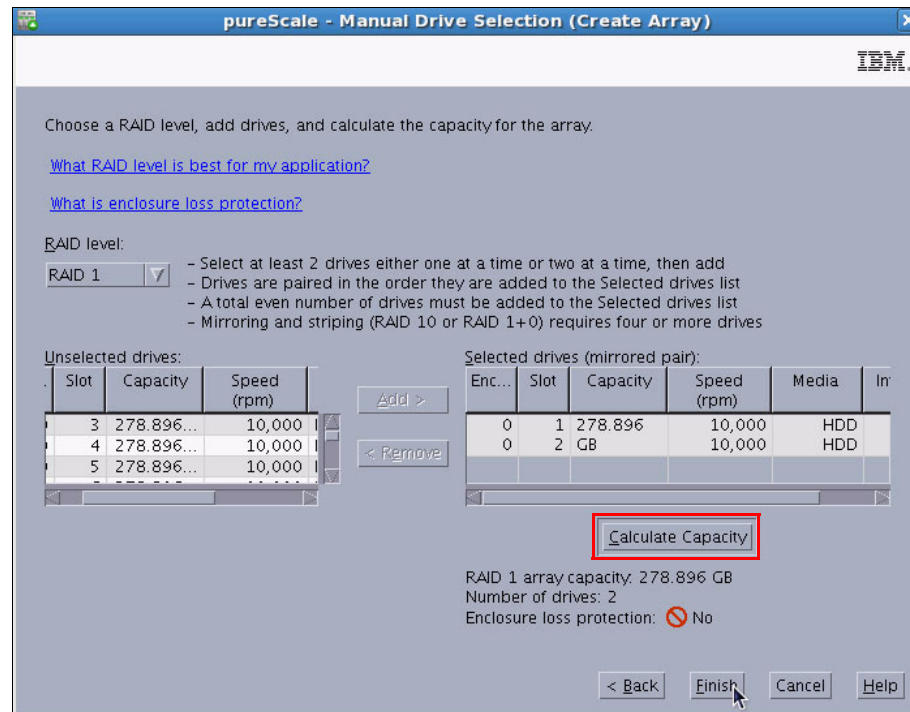 pureScale - Manual Drive Selection (Create Array)
IBM.
Choose a RAID level, add drives, and calculate the capacity for the array.
What RAID level is best for my application?
What is enclosure loss protection?
RAID level:
RAID 1
- Select at least 2 drives either one at a time or two at a time, then add
- Drives are paired in the order they are added to the Selected drives list
- A total even number of drives must be added to the Selected drives list
- Mirroring and striping (RAID 10 or RAID 1+0) requires four or more drives
Unselected drives:
. Slot Capacity Speed (rpm)
3 278.896... 10,000
4 278.896... 10,000
5 278.896... 10,000
Add >
< Remove
Selected drives (mirrored pair):
Enc... Slot Capacity Speed (rpm) Media In
0 1 278.896 10,000 HDD
0 2 GB 10,000 HDD
Calculate Capacity
RAID 1 array capacity: 278.896 GB
Number of drives: 2
Enclosure loss protection: No
< Back Finish Cancel Help